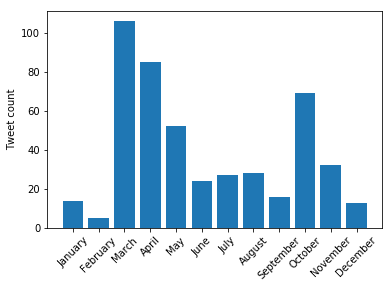 Tweet count
100
80
60
40
20
0
January
February
March
April
May
June
July
August
September
October
November
December